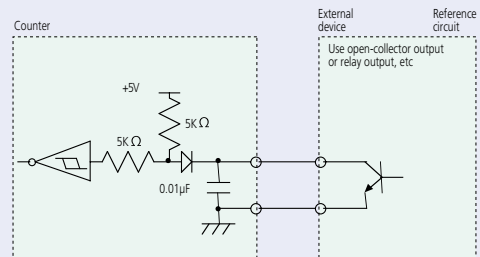 Counter
External
device
Reference
circuit
Use open-collector output
or relay output, etc
+5V
5KΩ
5KΩ
0.01µF